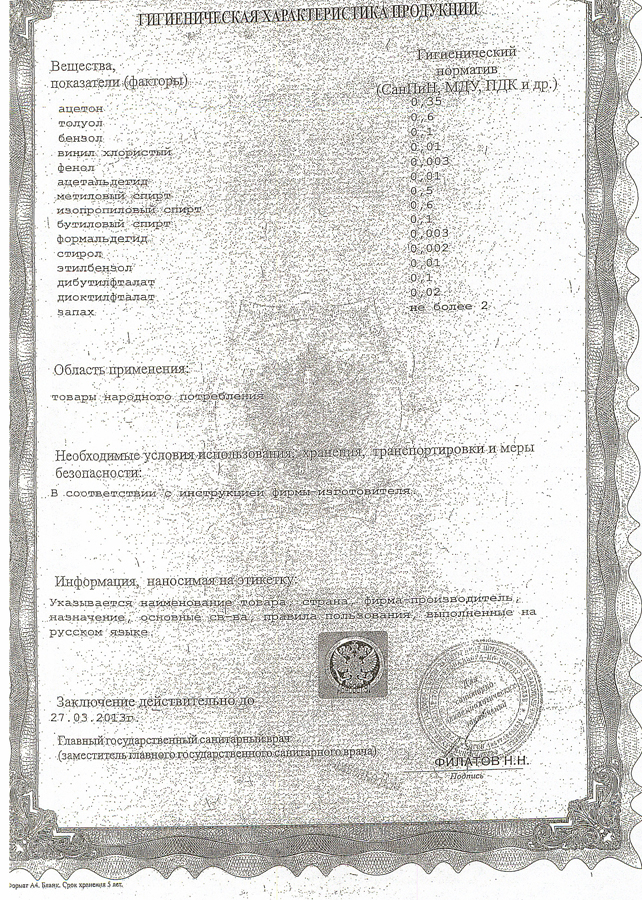 ГИГИЕНИЧЕСКАЯ ХАРАКТЕРИСТИКА ПРОДУКЦИИ
Вещества,
показатели (факторы)
Гигиенический
норматив
(СанПиН, МДУ, ПДК и др.)
ацетон 0,35
толуол 0,6
бензол 0,1
винил хлористый 0,01
фенол 0,003
ацетальдегид 0,01
метиловый спирт 0,5
изопропиловый спирт 0,6
бутиловый спирт 0,1
формальдегид 0,003
стирол 0,002
этилбензол 0,01
дибутилфталат 0,1
диоктилфталат 0,02
запах не более 2
Область применения:
товары народного потребления
Необходимые условия использования, хранения, транспортировки и меры
безопасности:
В соответствии с инструкцией фирмы-изготовителя.
Информация, наносимая на этикетку:
Указывается наименование товара, страна, фирма-производитель,
назначение, основные св-ва, правила пользования, выполненные на
русском языке.
Заключение действительно до
27.03.2013г.
Главный государственный санитарный врач
(заместитель главного государственного санитарного врача)
Для
ФИЛАТОВ Н.Н.
Подпись
Формат А4. Бланк. Срок хранения 5 лет.